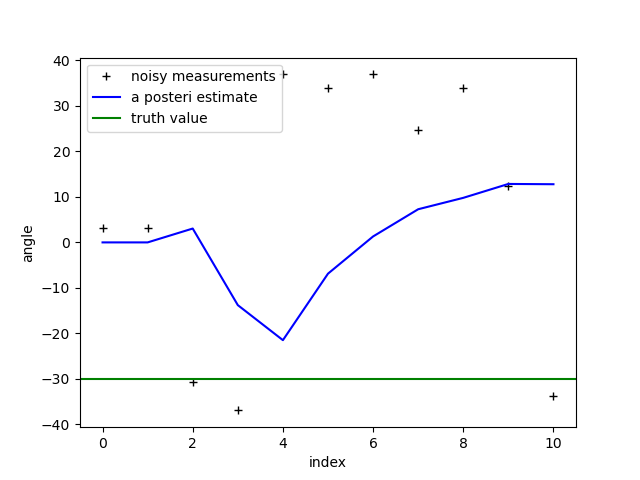 noisy measurements
a posteri estimate
truth value
40
30
20
10
0
−10
−20
−30
−40
angle
0 2 4 6 8 10
index